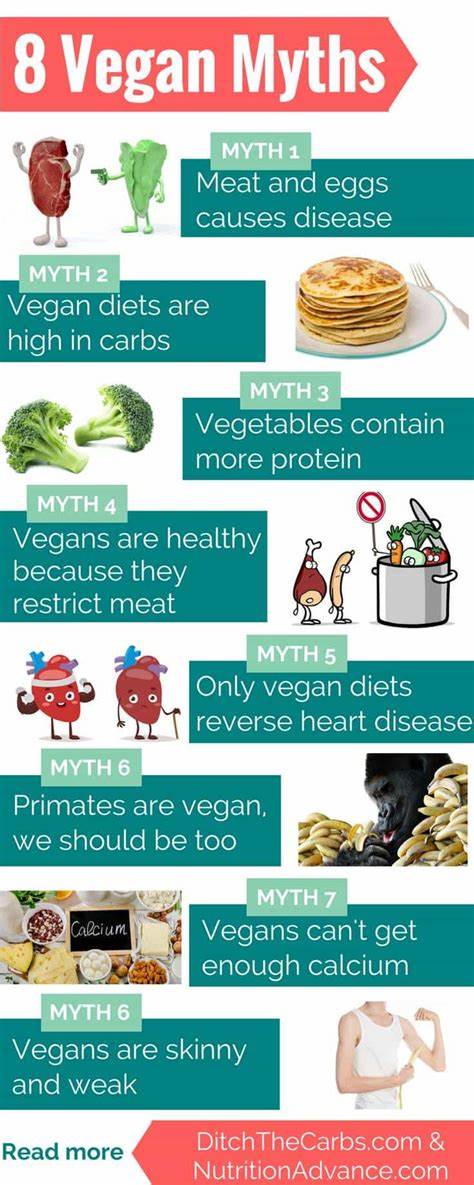 8 Vegan Myths
MYTH 1
Meat and eggs
causes disease
MYTH 2
Vegan diets are
high in carbs
MYTH 3
Vegetables contain
more protein
MYTH 4
Vegans are healthy
because they
restrict meat
MYTH 5
Only vegan diets
reverse heart disease
MYTH 6
Primates are vegan,
we should be too
MYTH 7
Calcium
Vegans can't get
enough calcium
MYTH 6
Vegans are skinny
and weak
Read more
DitchTheCarbs.com &
NutritionAdvance.com